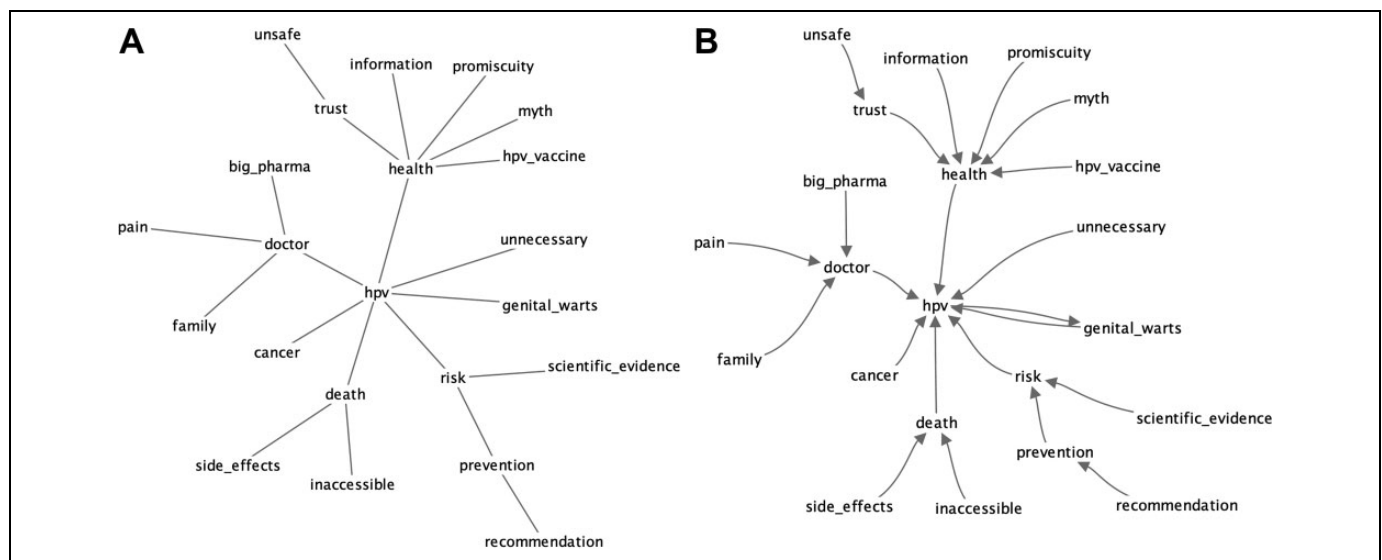 A
unsafe
information
promiscuity
trust
myth
hpv_vaccine
health
big_pharma
pain
doctor
unnecessary
hpv
genital_warts
family
cancer
scientific_evidence
risk
death
side_effects
prevention
inaccessible
recommendation
B
unsafe
information
promiscuity
trust
myth
hpv_vaccine
health
big_pharma
unnecessary
pain
doctor
hpv
genital_warts
family
cancer
risk
scientific_evidence
death
prevention
side_effects
inaccessible
recommendation